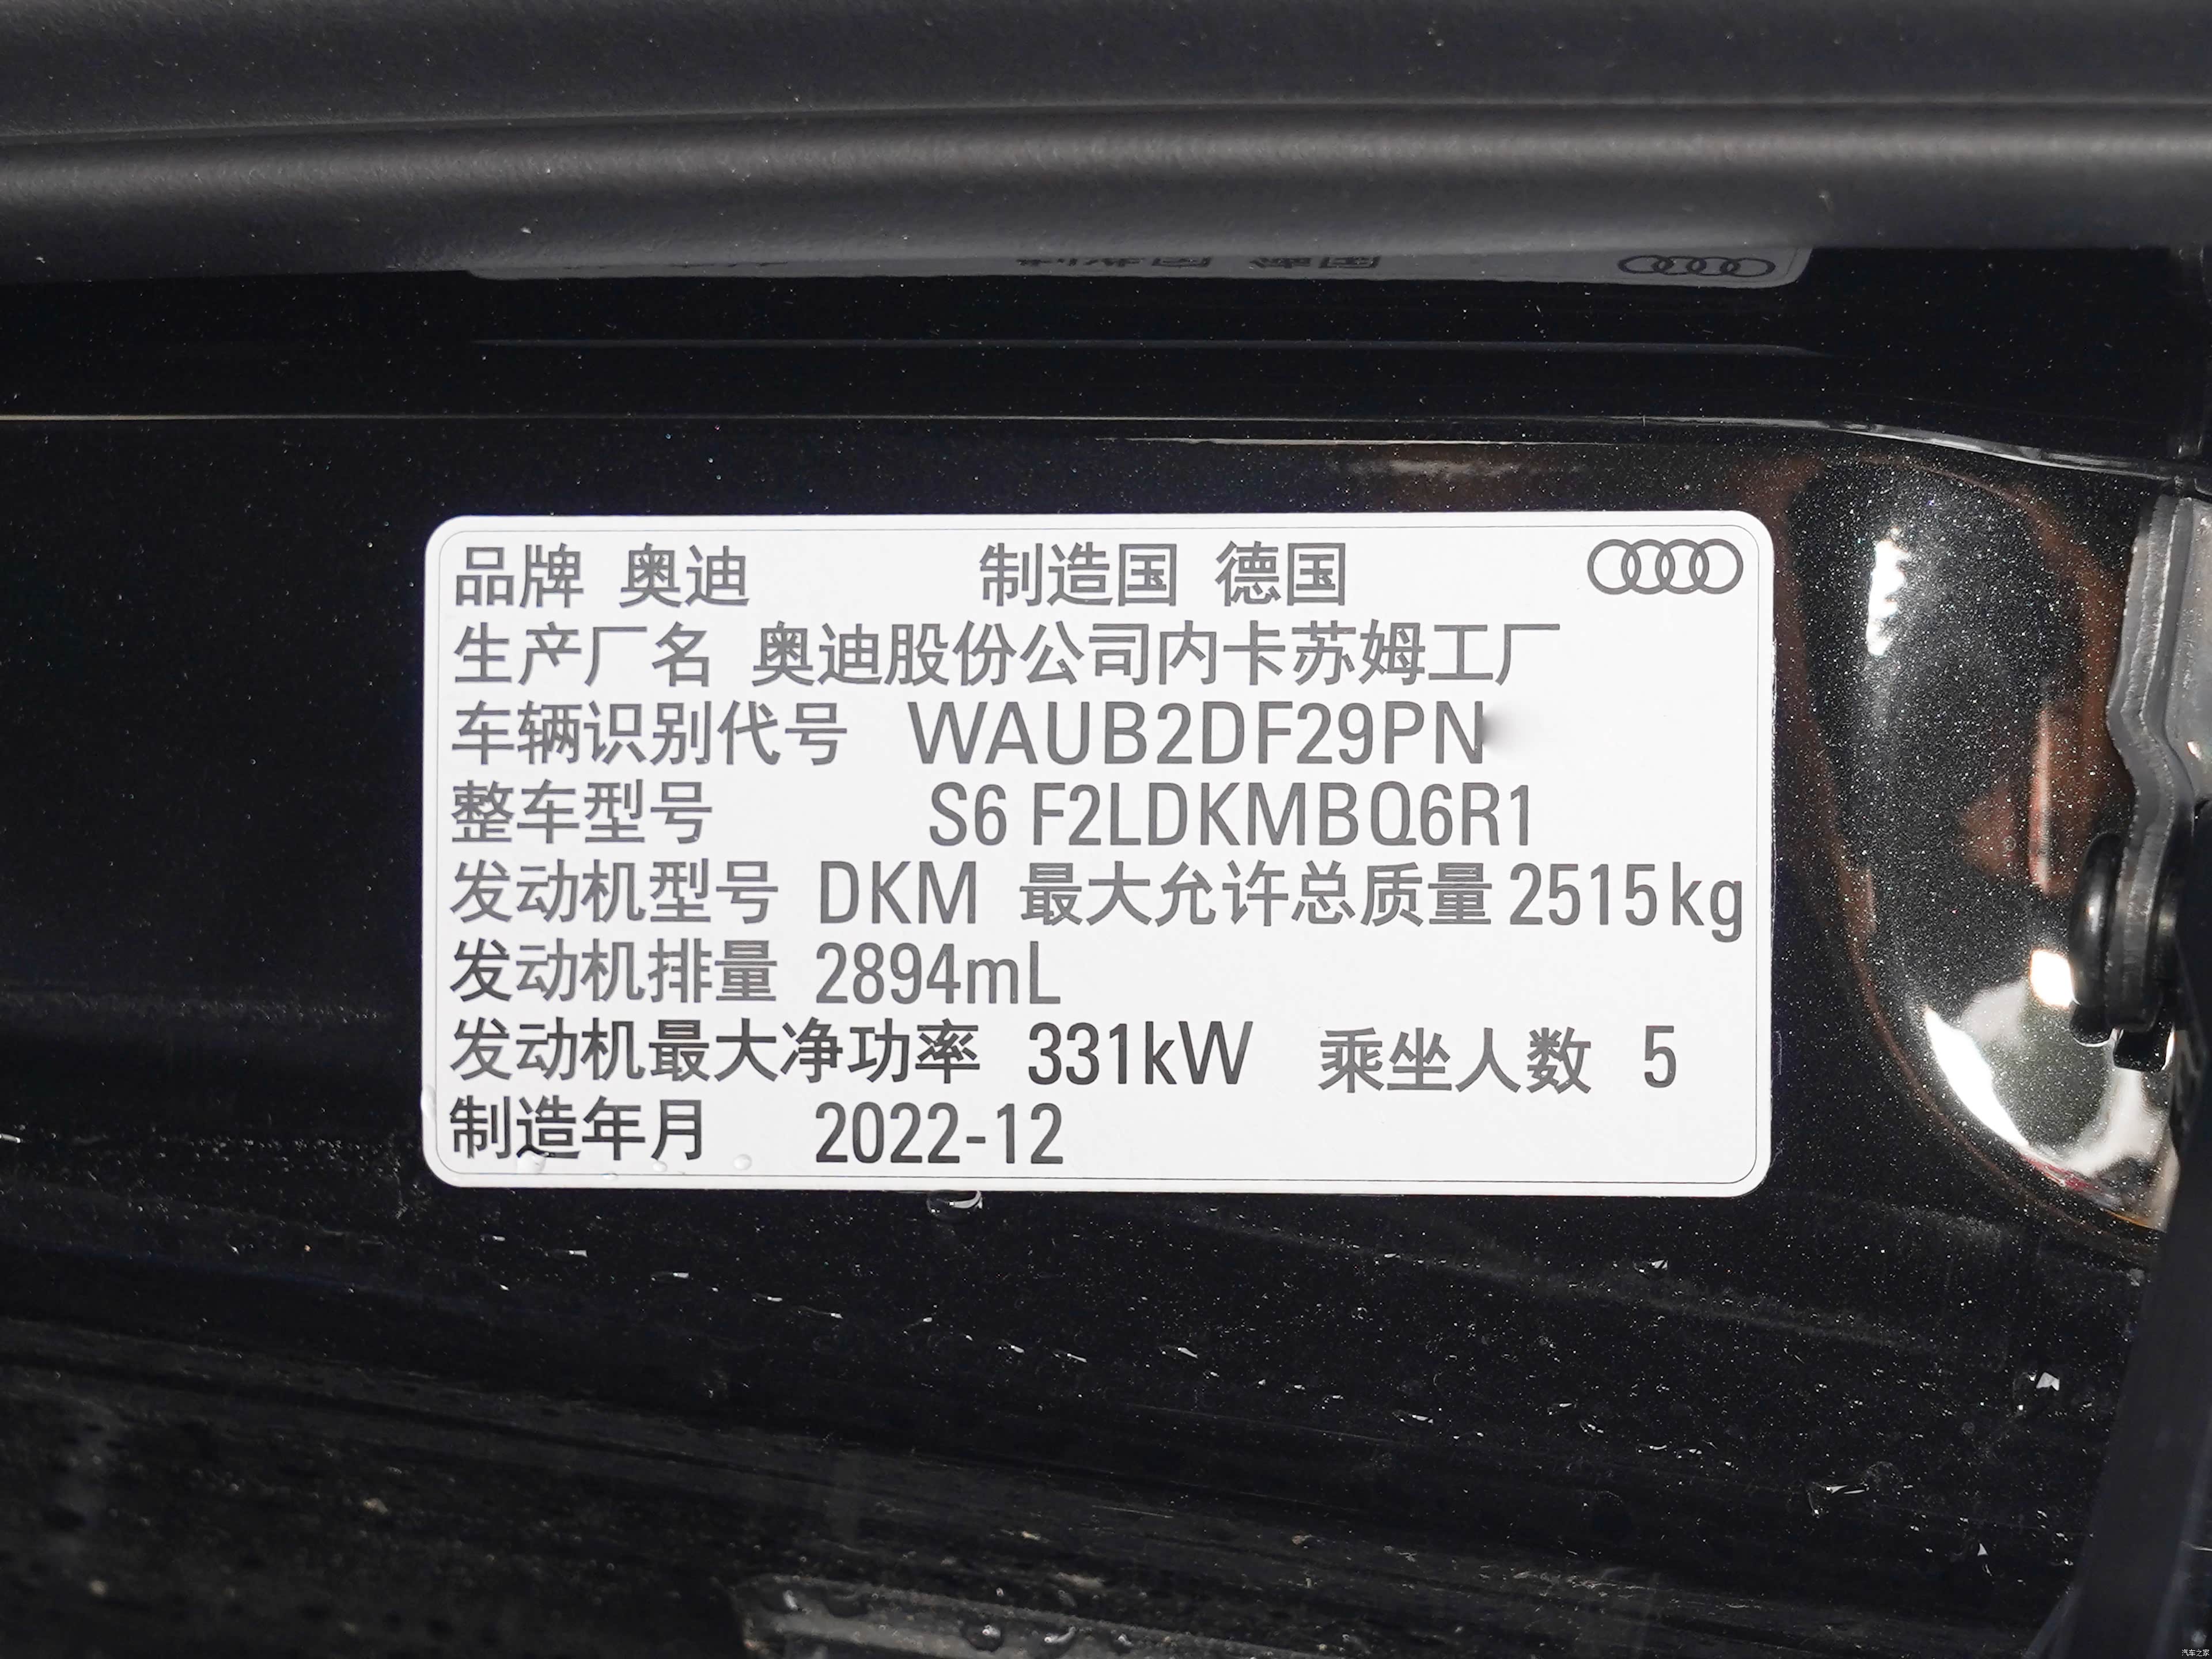 品牌 奥迪 制造国 德国
生产厂名 奥迪股份公司内卡苏姆工厂
车辆识别代号 WAUB2DF29PN
整车型号 S6 F2LDKMBQ6R1
发动机型号 DKM 最大允许总质量 2515kg
发动机排量 2894mL
发动机最大净功率 331kW 乘坐人数 5
制造年月 2022-12
汽车之家